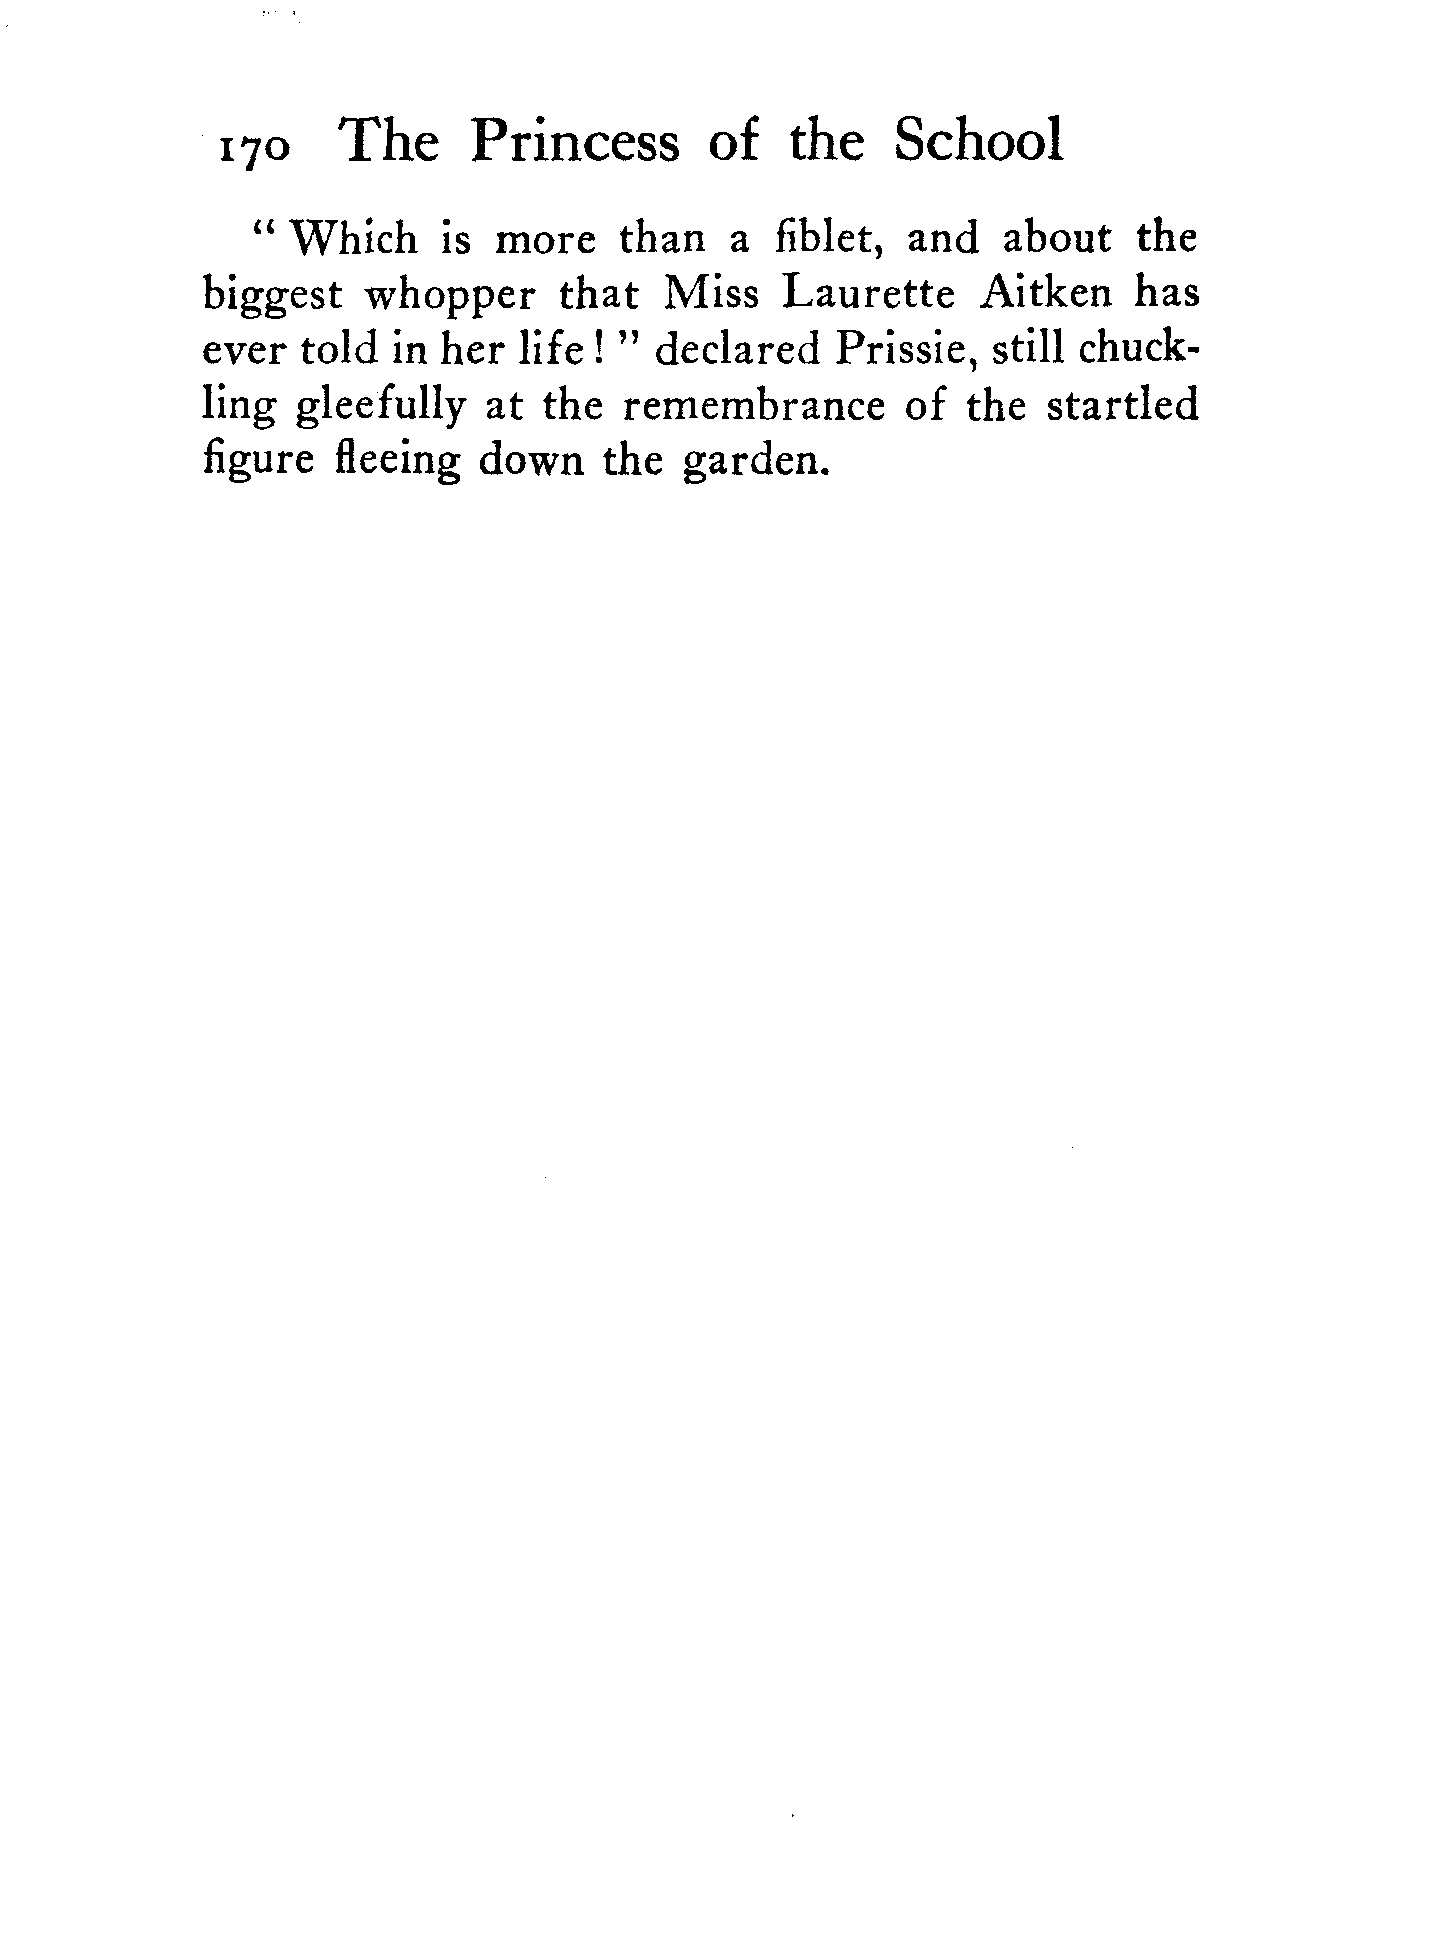 170 The Princess of the School
“ Which is more than a fiblet, and about the
biggest whopper that Miss Laurette Aitken has
ever told in her life! ” declared Prissie, still chuck-
ling gleefully at the remembrance of the startled
figure fleeing down the garden.